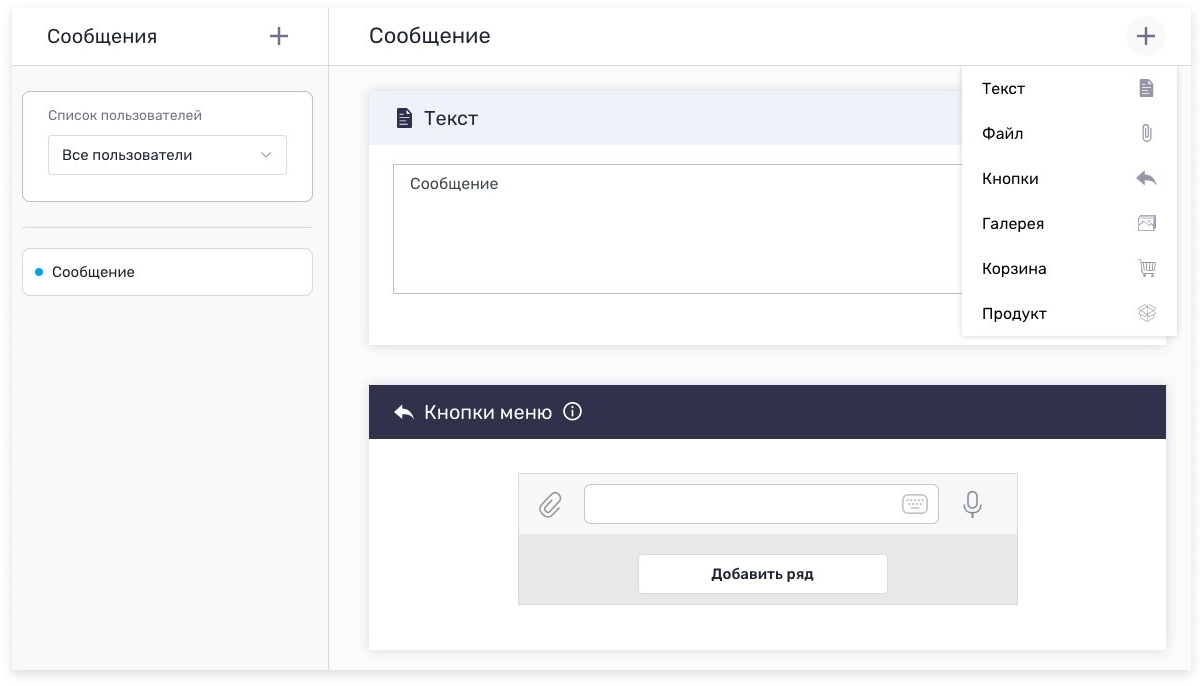 Сообщения
Список пользователей
Все пользователи
Сообщение
Сообщение
Текст
Сообщение
Текст
Файл
Кнопки
Галерея
Корзина
Продукт
Кнопки меню
Добавить ряд